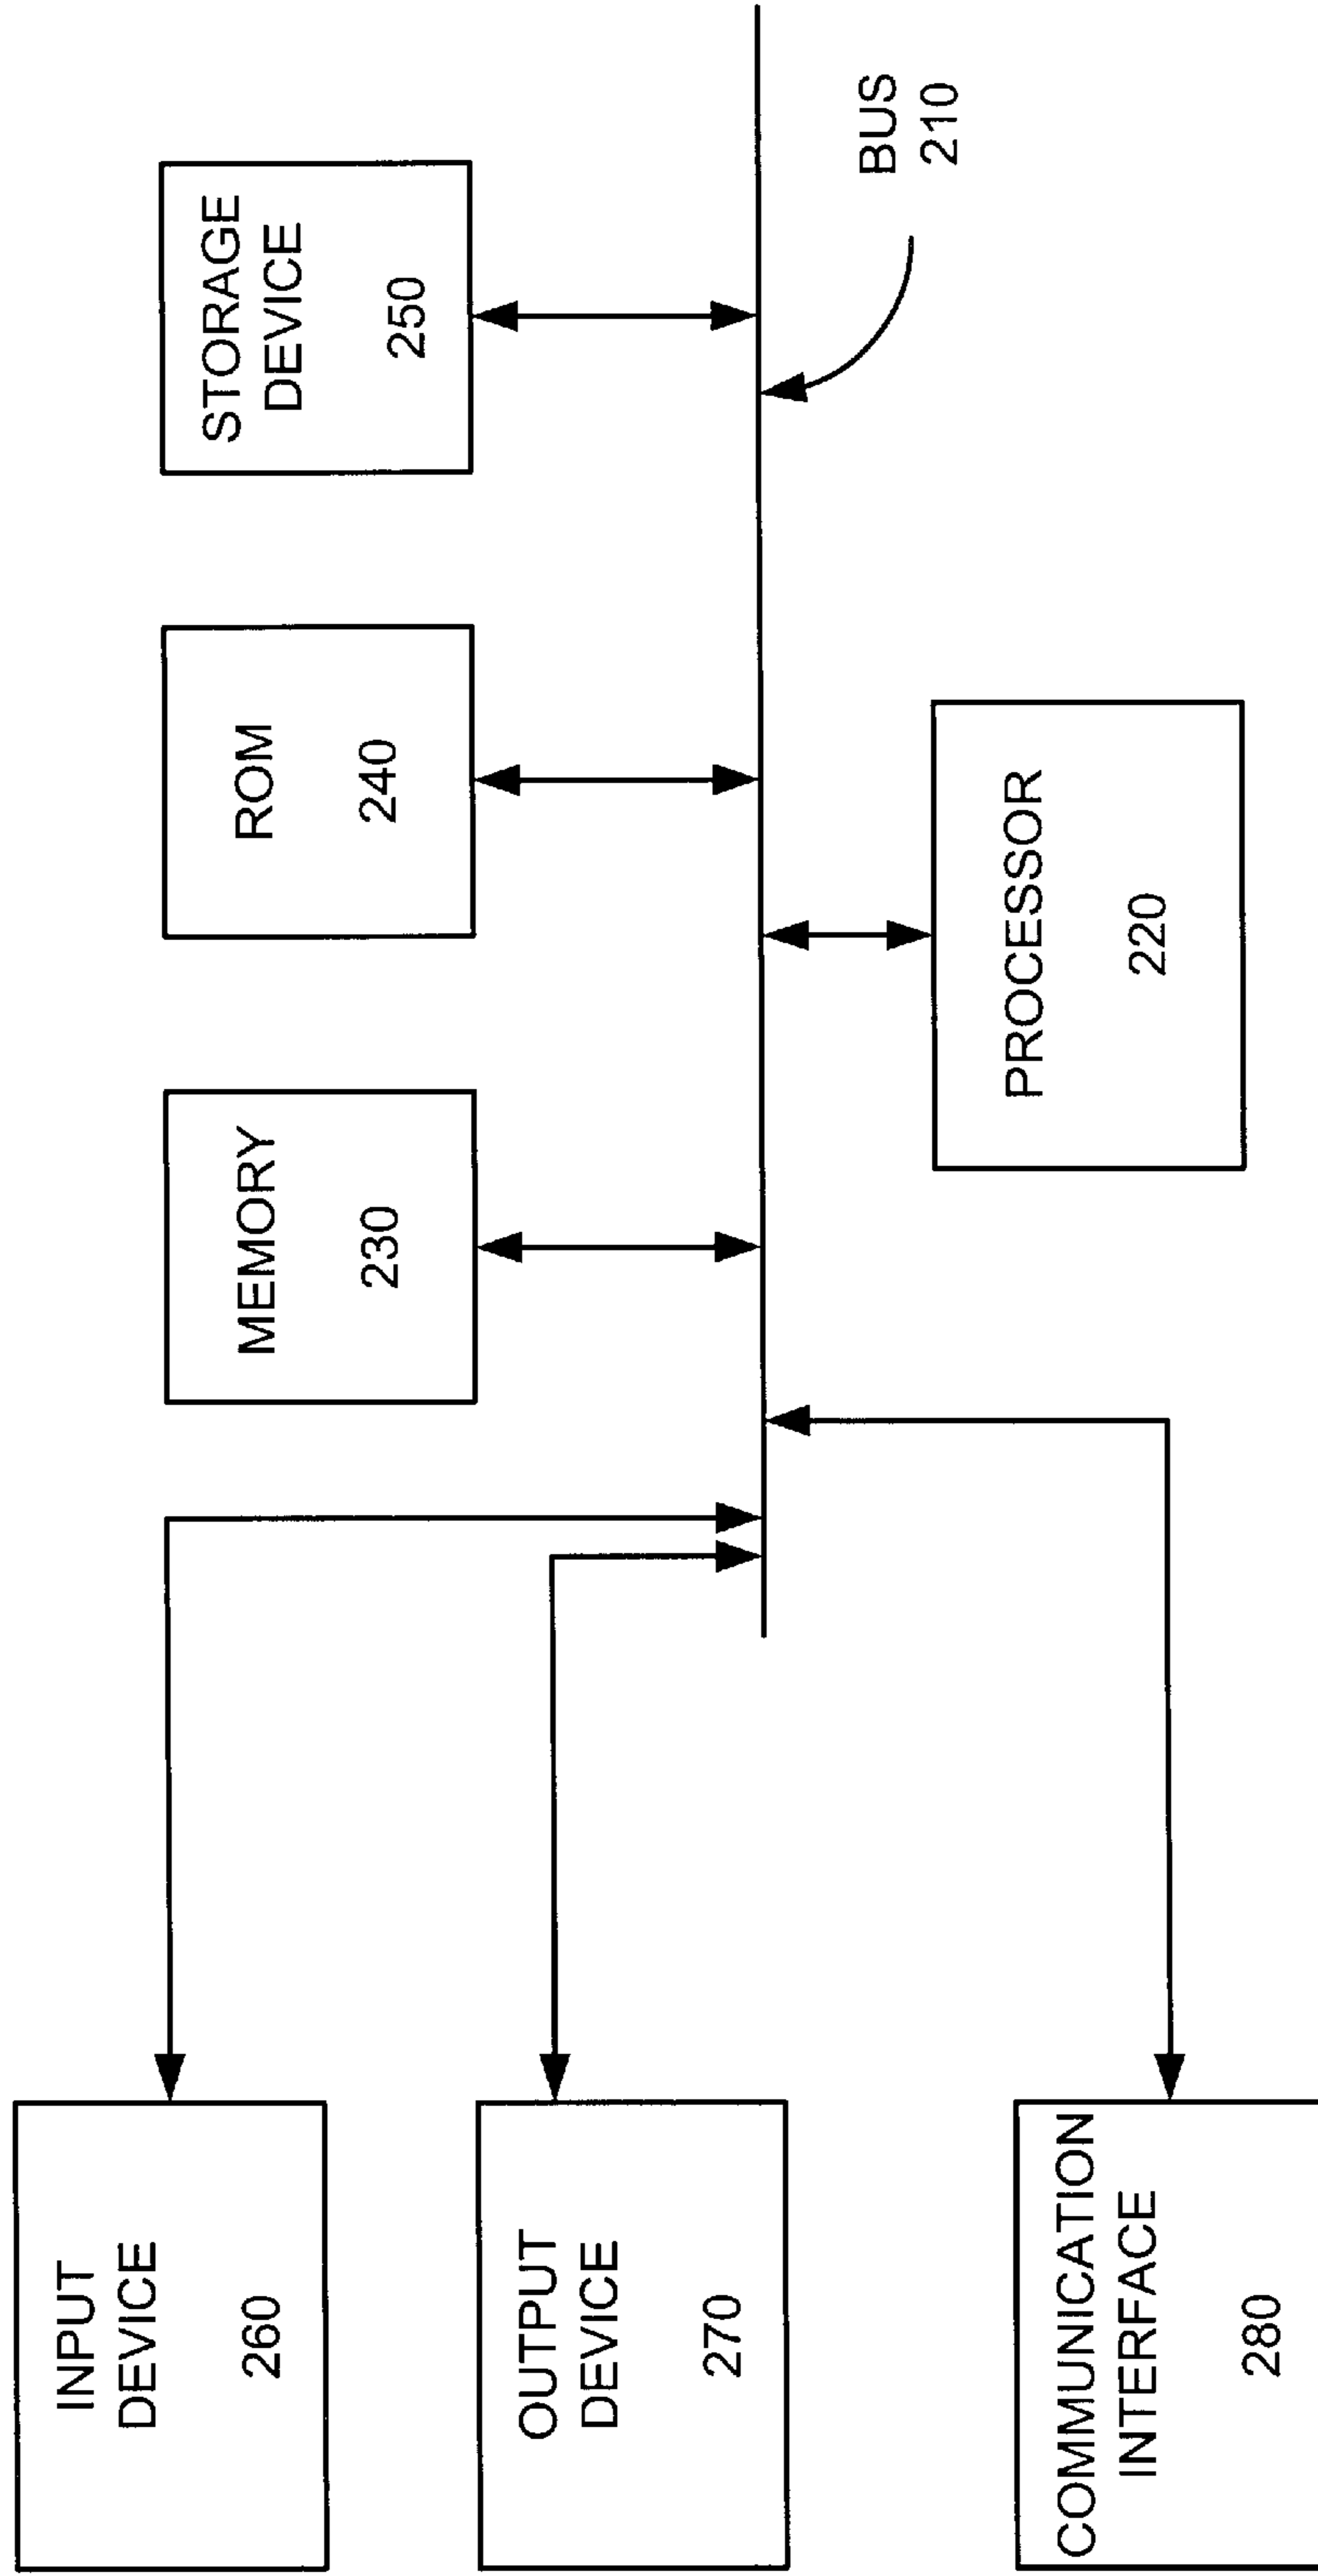 INPUT
DEVICE
260
OUTPUT
DEVICE
270
COMMUNICATION
INTERFACE
280
MEMORY
230
ROM
240
STORAGE
DEVICE
250
PROCESSOR
220
BUS
210